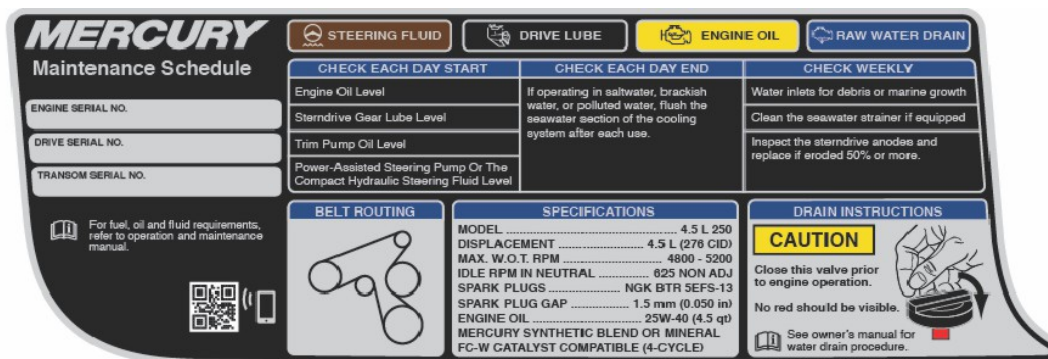 MERCURY
Maintenance Schedule
ENGINE SERIAL NO.
DRIVE SERIAL NO.
TRANSOM SERIAL NO.
For fuel, oil and fluid requirements,
refer to operation and maintenance
manual.
STEERING FLUID
DRIVE LUBE
ENGINE OIL
RAW WATER DRAIN
CHECK EACH DAY START
Engine Oil Level
Sterndrive Gear Lube Level
Trim Pump Oil Level
Power-Assisted Steering Pump Or The
Compact Hydraulic Steering Fluid Level
CHECK EACH DAY END
If operating in saltwater, brackish
water, or polluted water, flush the
seawater section of the cooling
system after each use.
CHECK WEEKLY
Water inlets for debris or marine growth
Clean the seawater strainer if equipped
Inspect the sterndrive anodes and
replace if eroded 50% or more.
BELT ROUTING
SPECIFICATIONS
MODEL ................................ 4.5 L 250
DISPLACEMENT ..................... 4.5 L (276 CID)
MAX. W.O.T. RPM .................... 4800 - 5200
IDLE RPM IN NEUTRAL ......... 625 NON ADJ
SPARK PLUGS ............... NGK BTR 5EFS-13
SPARK PLUG GAP ......... 1.5 mm (0.050 in)
ENGINE OIL ..................... 25W-40 (4.5 qt)
MERCURY SYNTHETIC BLEND OR MINERAL
FC-W CATALYST COMPATIBLE (4-CYCLE)
DRAIN INSTRUCTIONS
CAUTION
Close this valve prior
to engine operation.
No red should be visible.
See owner's manual for
water drain procedure.